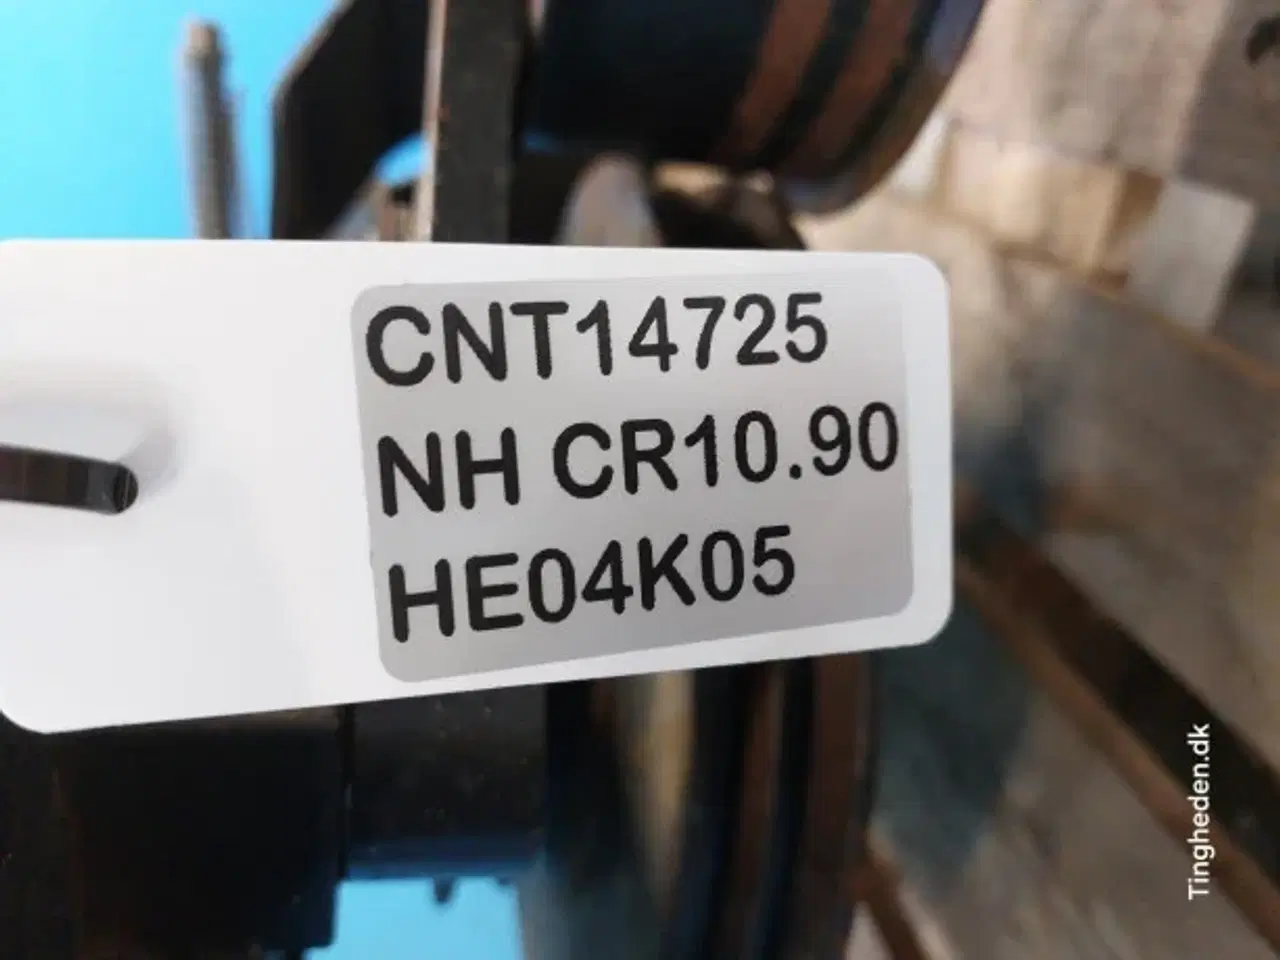 CNT14725
NH CR10.90
HE04K05
Tingheden.dk